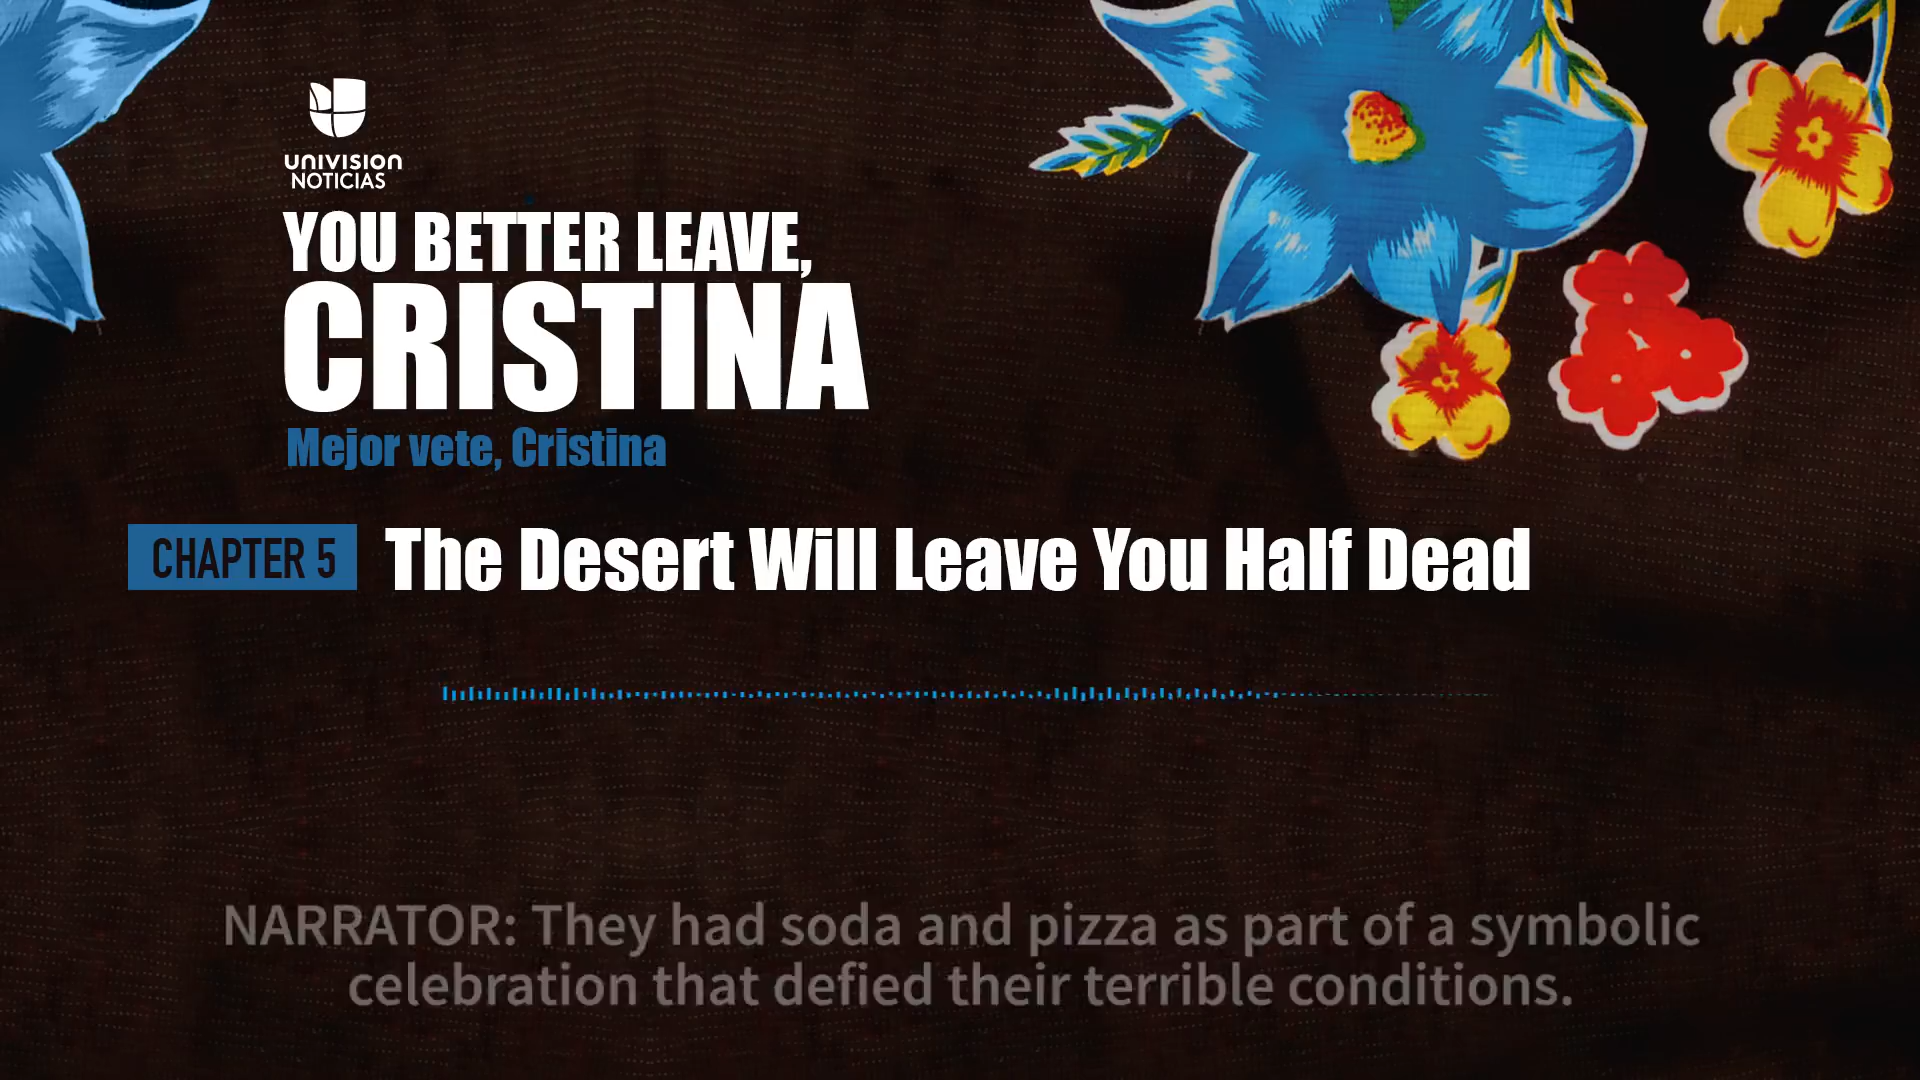 univision
NOTICIAS
YOU BETTER LEAVE,
CRISTINA
Mejor vete, Cristina
CHAPTER 5 The Desert Will Leave You Half Dead
NARRATOR: They had soda and pizza as part of a symbolic
celebration that defied their terrible conditions.